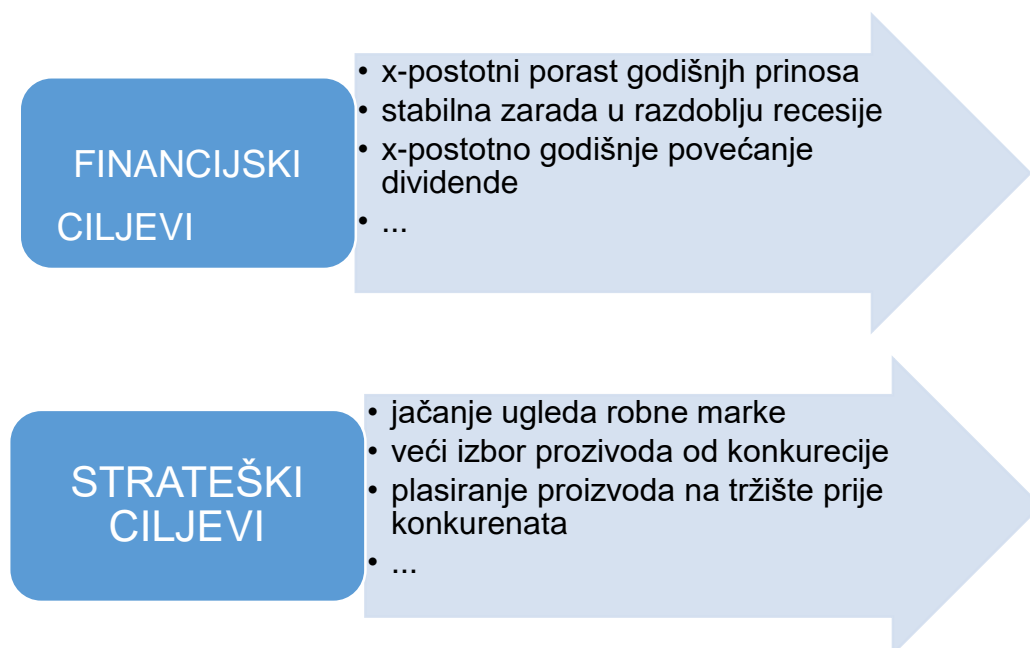 FINANCIJSKI
CILJEVI
• x-postotni porast godišnjh prinosa
• stabilna zarada u razdoblju recesije
• x-postotno godišnje povećanje
dividende
• ...
STRATEŠKI
CILJEVI
• jačanje ugleda robne marke
• veći izbor prozivoda od konkurecije
• plasiranje proizvoda na tržište prije
konkurenata
• ...